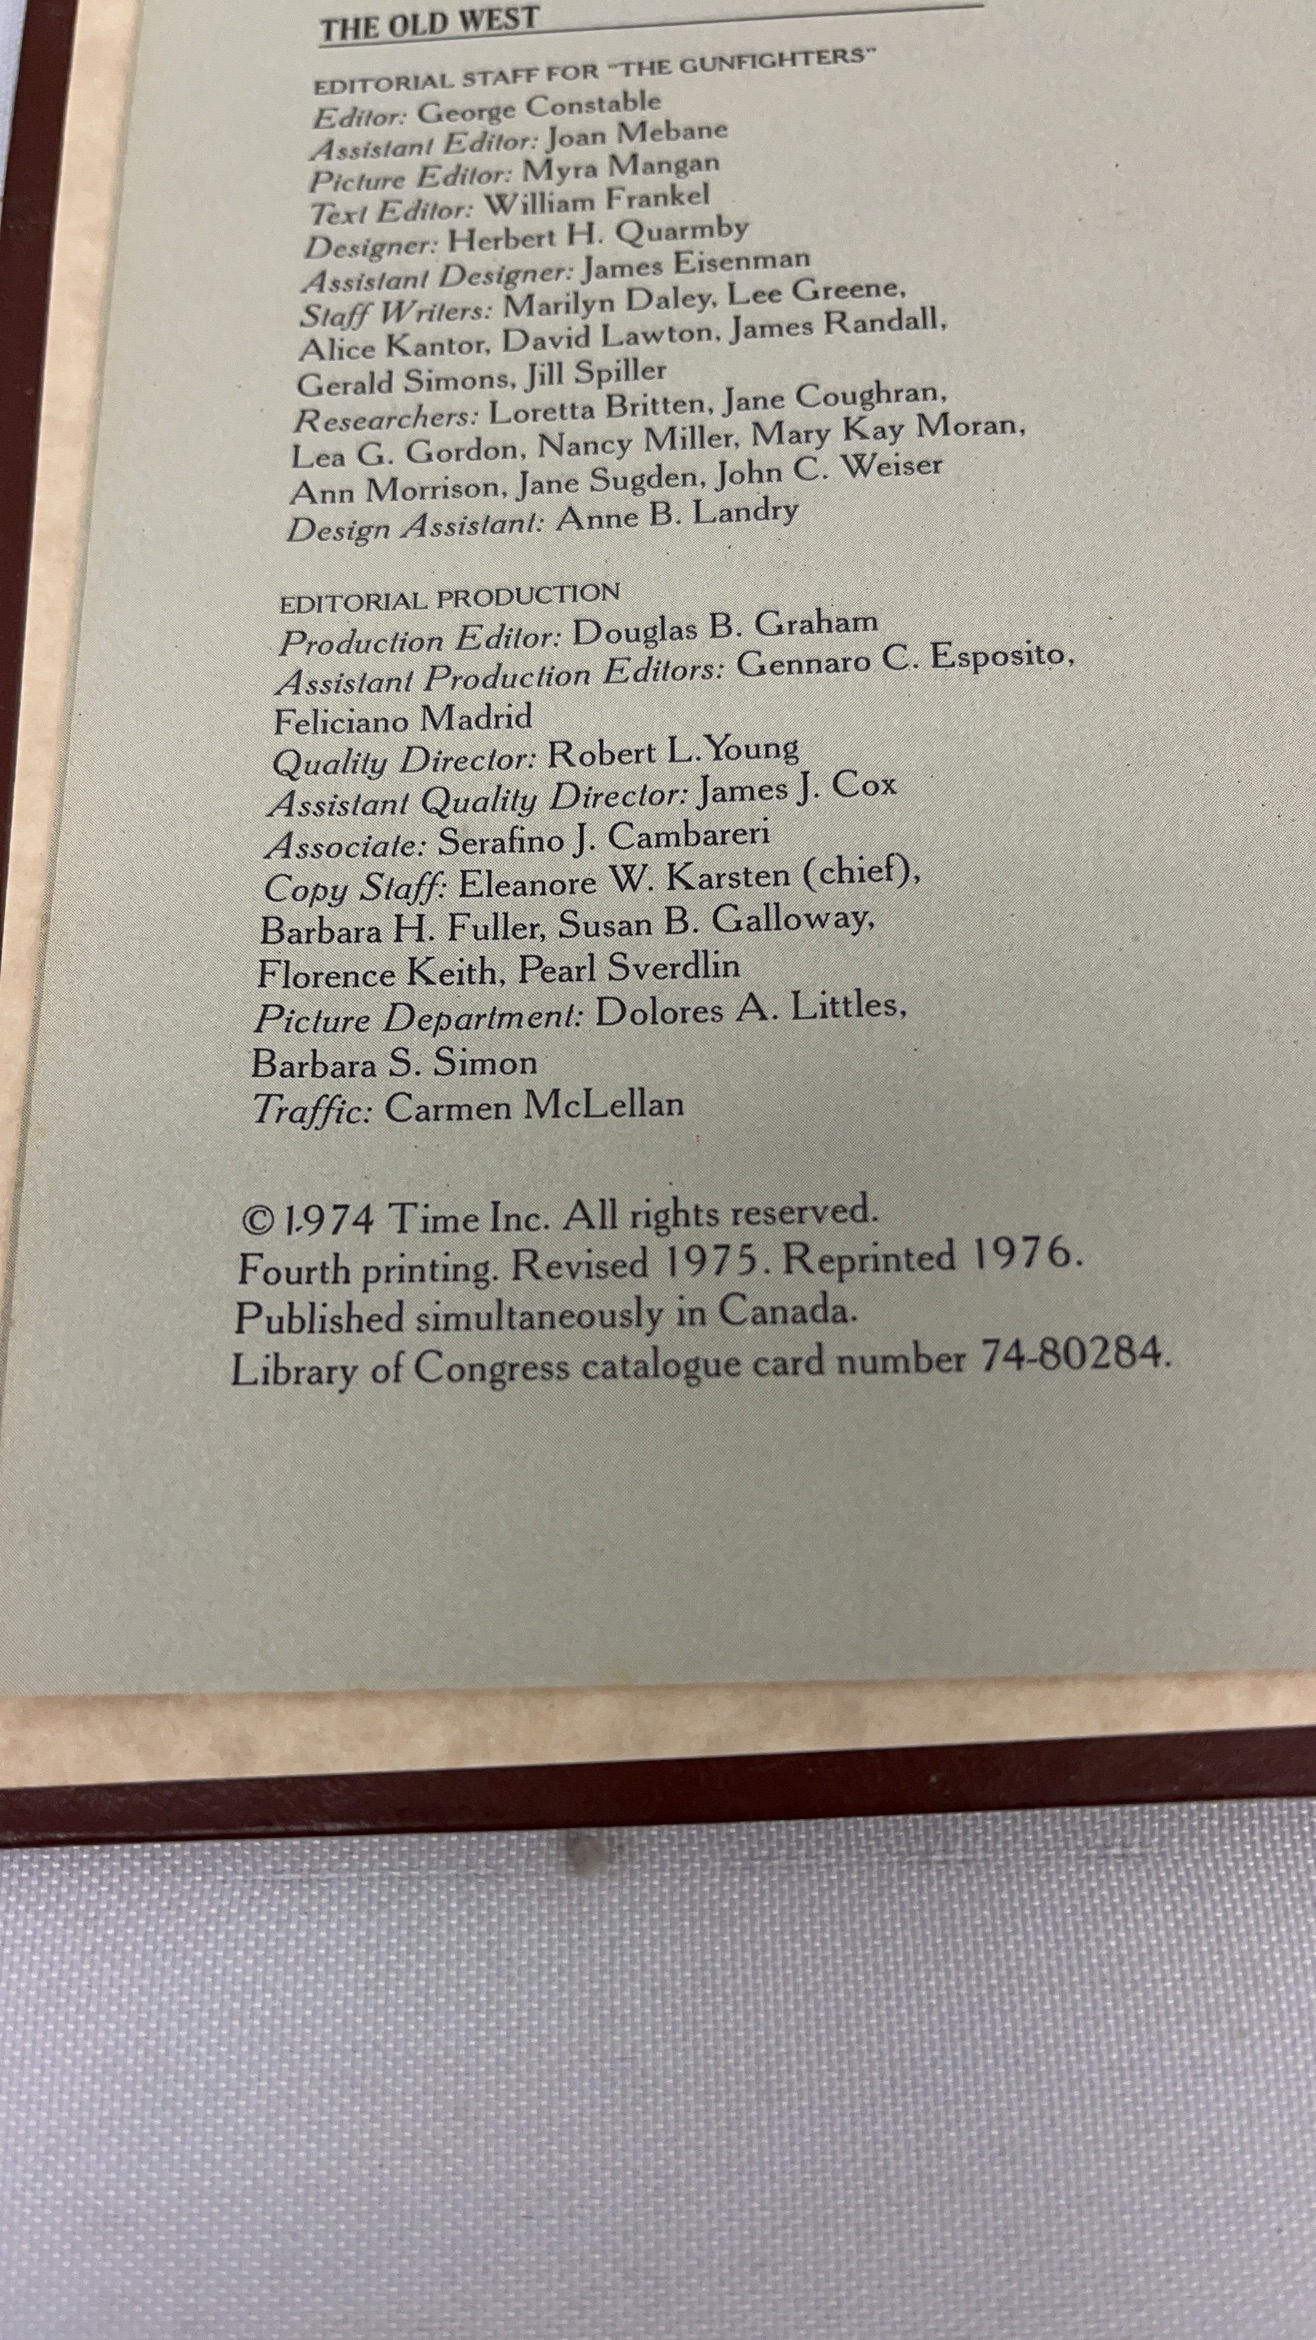 THE OLD WEST
EDITORIAL STAFF FOR "THE GUNFIGHTERS"
Editor: George Constable
Assistant Editor: Joan Mebane
Picture Editor: Myra Mangan
Text Editor: William Frankel
Designer: Herbert H. Quarmby
Assistant Designer: James Eisenman
Staff Writers: Marilyn Daley, Lee Greene,
Alice Kantor, David Lawton, James Randall,
Gerald Simons, Jill Spiller
Researchers: Loretta Britten, Jane Coughran,
Lea G. Gordon, Nancy Miller, Mary Kay Moran,
Ann Morrison, Jane Sugden, John C. Weiser
Design Assistant: Anne B. Landry
EDITORIAL PRODUCTION
Production Editor: Douglas B. Graham
Assistant Production Editors: Gennaro C. Esposito,
Feliciano Madrid
Quality Director: Robert L. Young
Assistant Quality Director: James J. Cox
Associate: Serafino J. Cambareri
Copy Staff: Eleanore W. Karsten (chief),
Barbara H. Fuller, Susan B. Galloway,
Florence Keith, Pearl Sverdlin
Picture Department: Dolores A. Littles,
Barbara S. Simon
Traffic: Carmen McLellan
© 1974 Time Inc. All rights reserved.
Fourth printing. Revised 1975. Reprinted 1976.
Published simultaneously in Canada.
Library of Congress catalogue card number 74-80284.